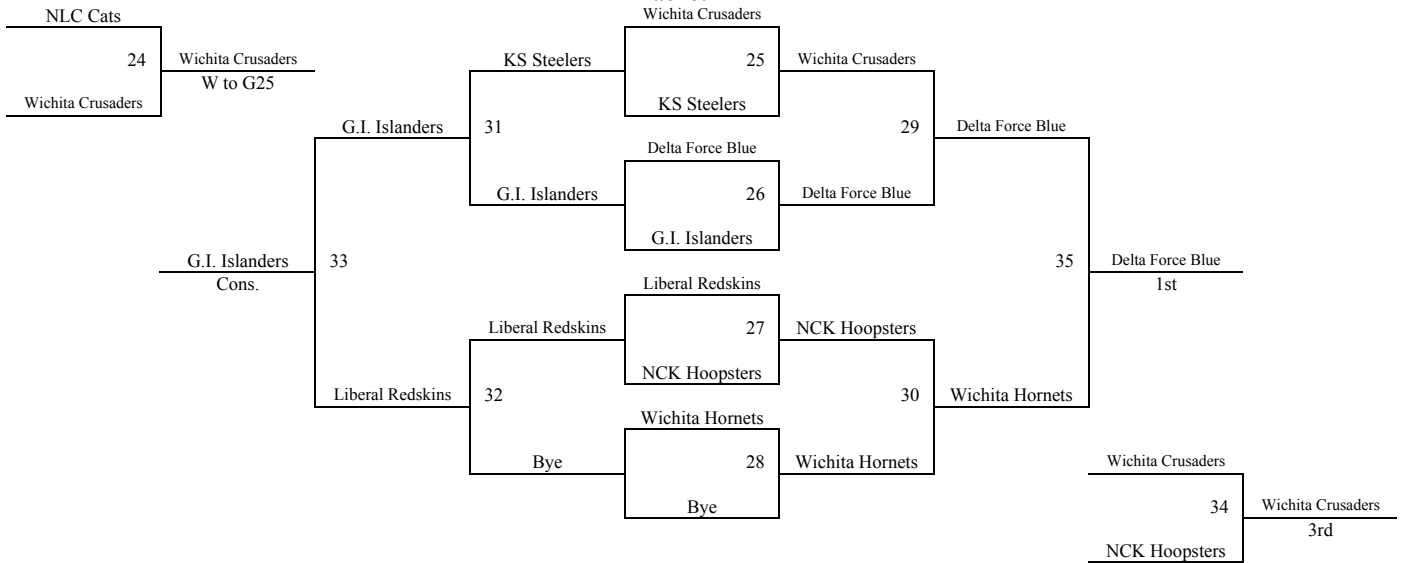 NLC Cats
24
Wichita Crusaders
W to G25
Wichita Crusaders
Wichita Crusaders
KS Steelers
25
Wichita Crusaders
KS Steelers
G.I. Islanders
31
29
Delta Force Blue
Delta Force Blue
G.I. Islanders
26
Delta Force Blue
G.I. Islanders
G.I. Islanders
Cons.
33
35
Delta Force Blue
1st
Liberal Redskins
Liberal Redskins
27
NCK Hoopsters
NCK Hoopsters
Liberal Redskins
32
30
Wichita Hornets
Wichita Hornets
Bye
28
Wichita Hornets
Bye
Wichita Crusaders
34
Wichita Crusaders
3rd
NCK Hoopsters